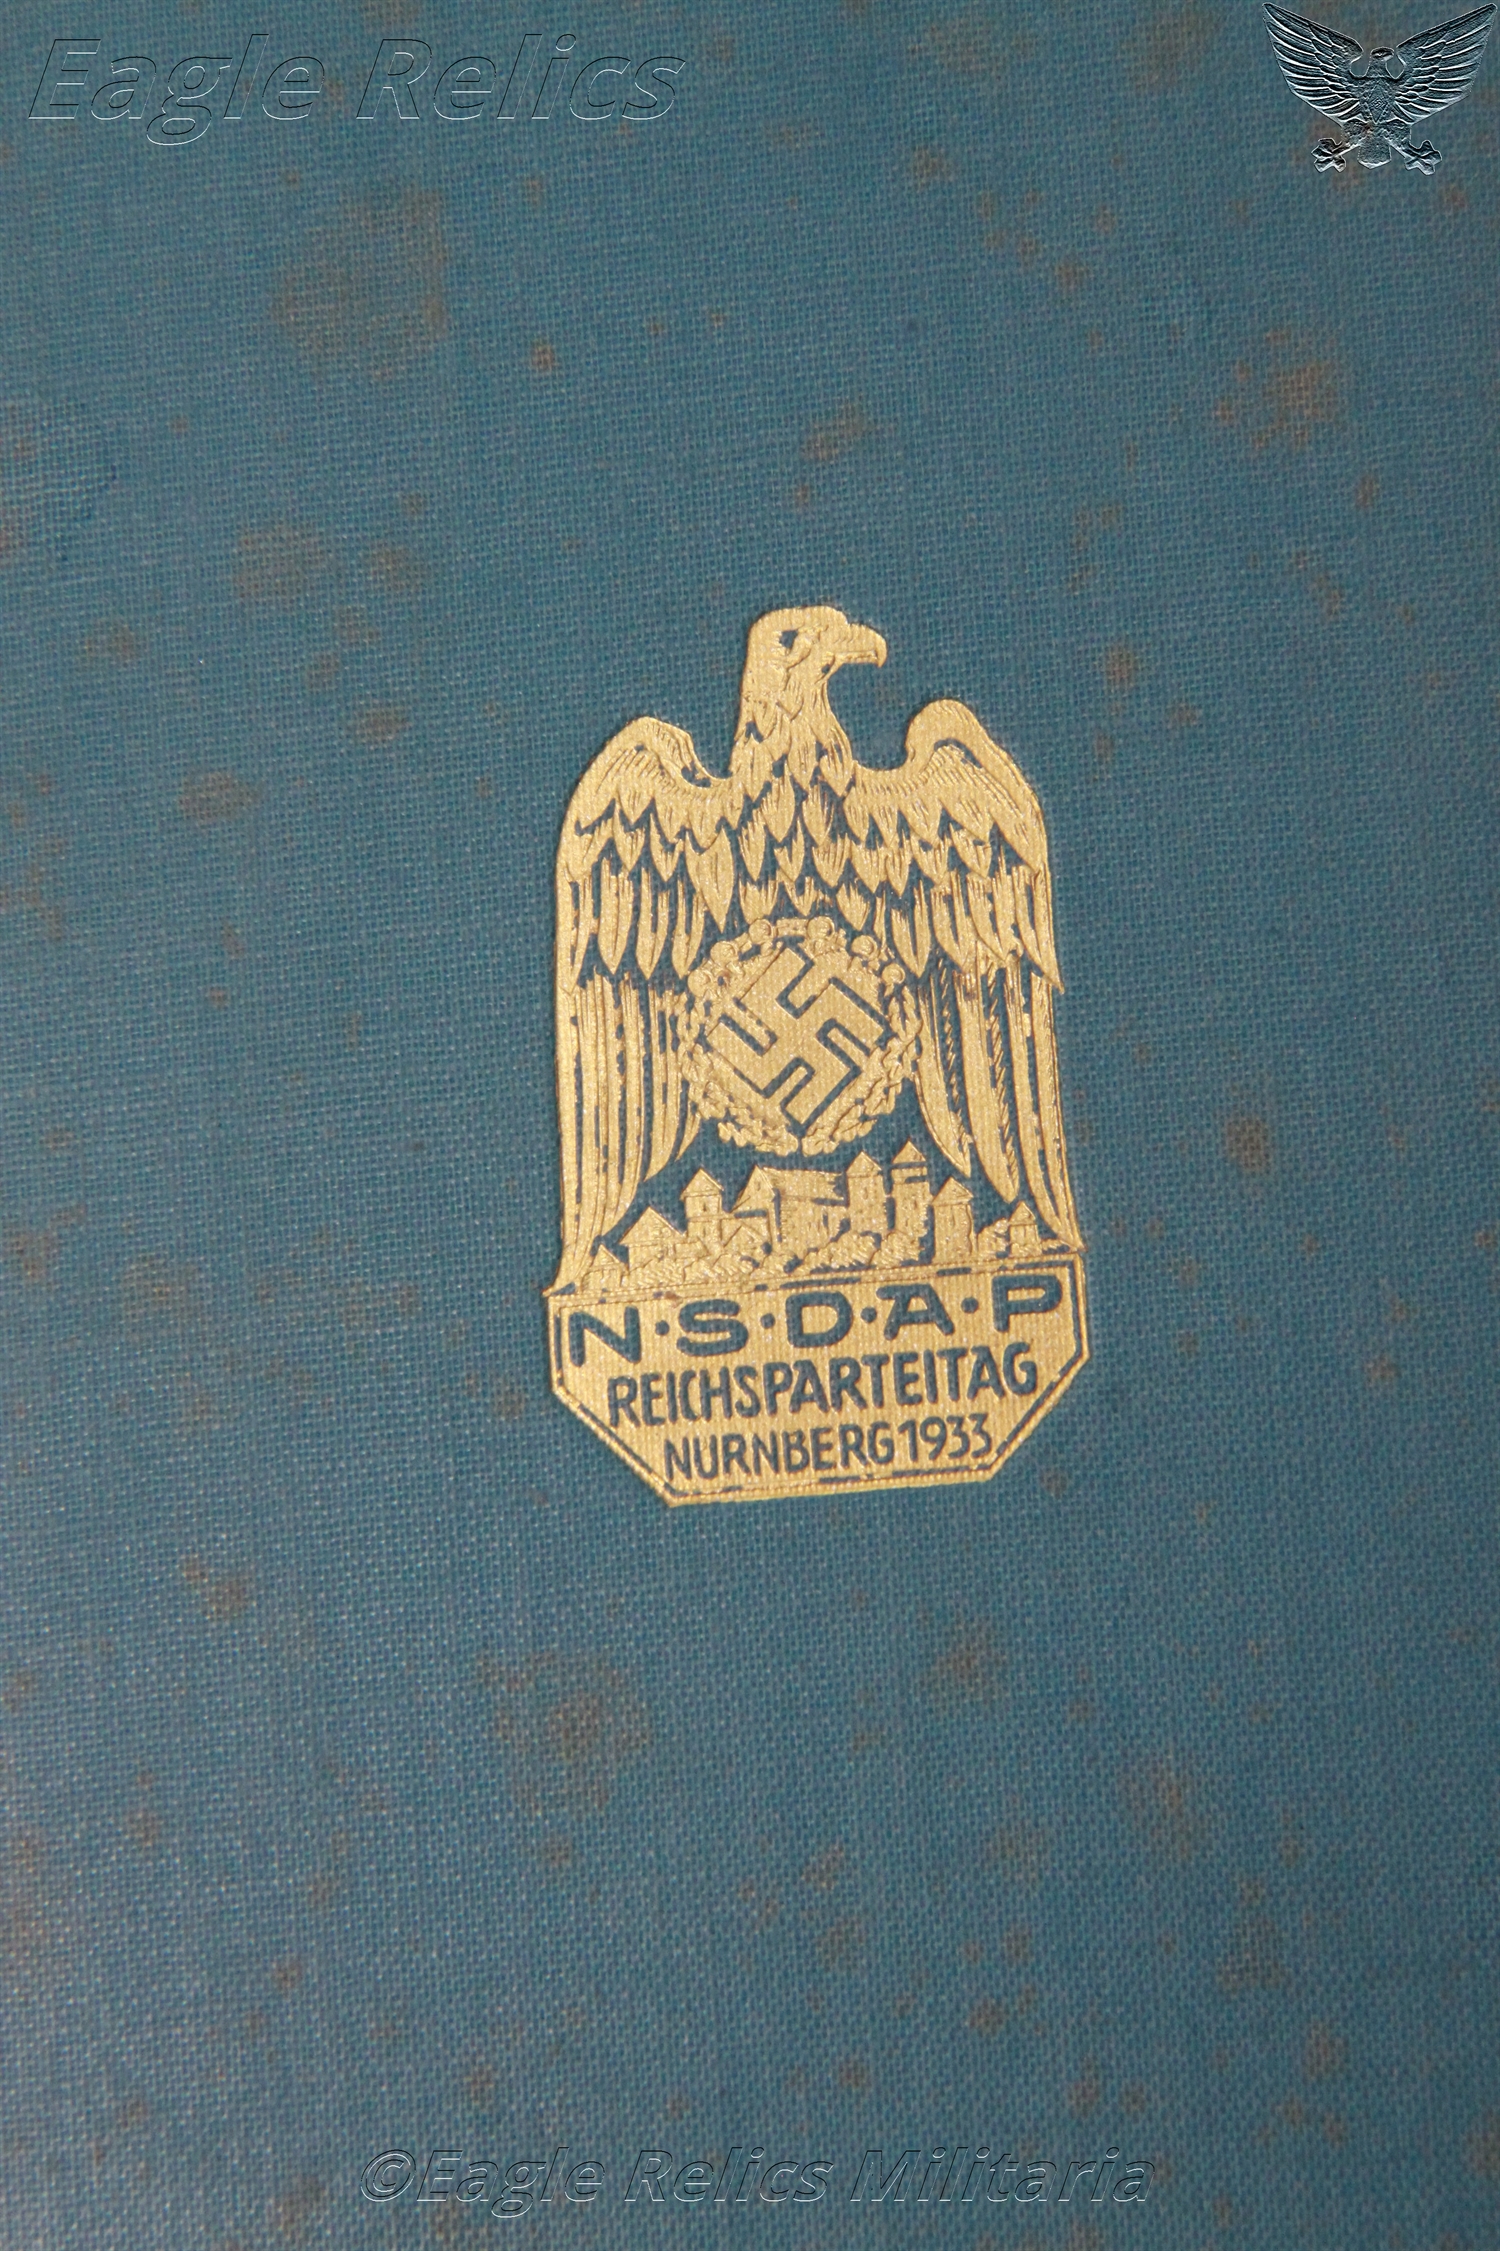 Eagle Relics
N·S·D·A·P
REICHSPARTEITAG
NURNBERG 1933
©Eagle Relics Militaria